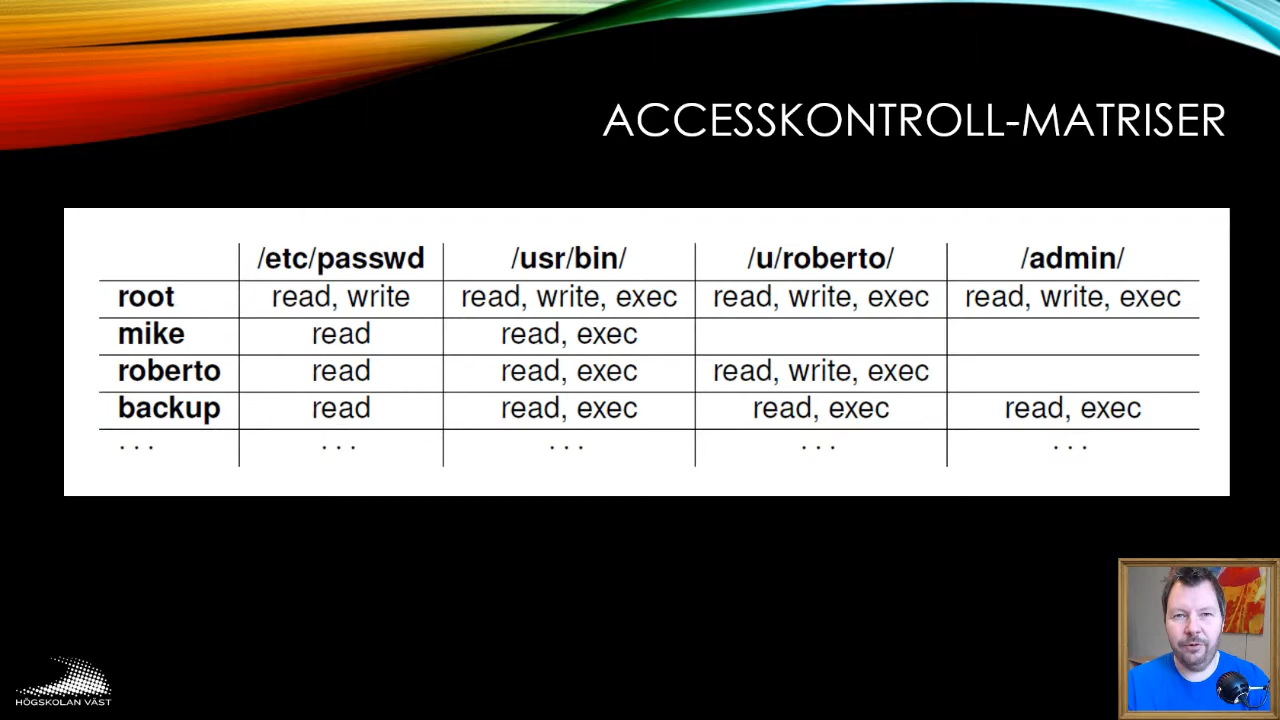 ACCESSKONTROLL-MATRISER
/etc/passwd /usr/bin/ /u/roberto/ /admin/
root read, write read, write, exec read, write, exec read, write, exec
mike read read, exec
roberto read read, exec read, write, exec
backup read read, exec read, exec read, exec
. . . . . . . . . . . . . . .
HÖGSKOLAN VÄST